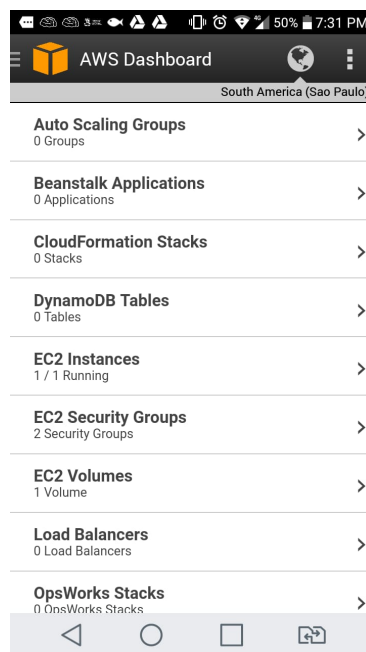 4G 50% 7:31 PM
AWS Dashboard
South America (Sao Paulo)
Auto Scaling Groups
0 Groups
Beanstalk Applications
0 Applications
CloudFormation Stacks
0 Stacks
DynamoDB Tables
0 Tables
EC2 Instances
1 / 1 Running
EC2 Security Groups
2 Security Groups
EC2 Volumes
1 Volume
Load Balancers
0 Load Balancers
OpsWorks Stacks
0 OpsWorks Stacks